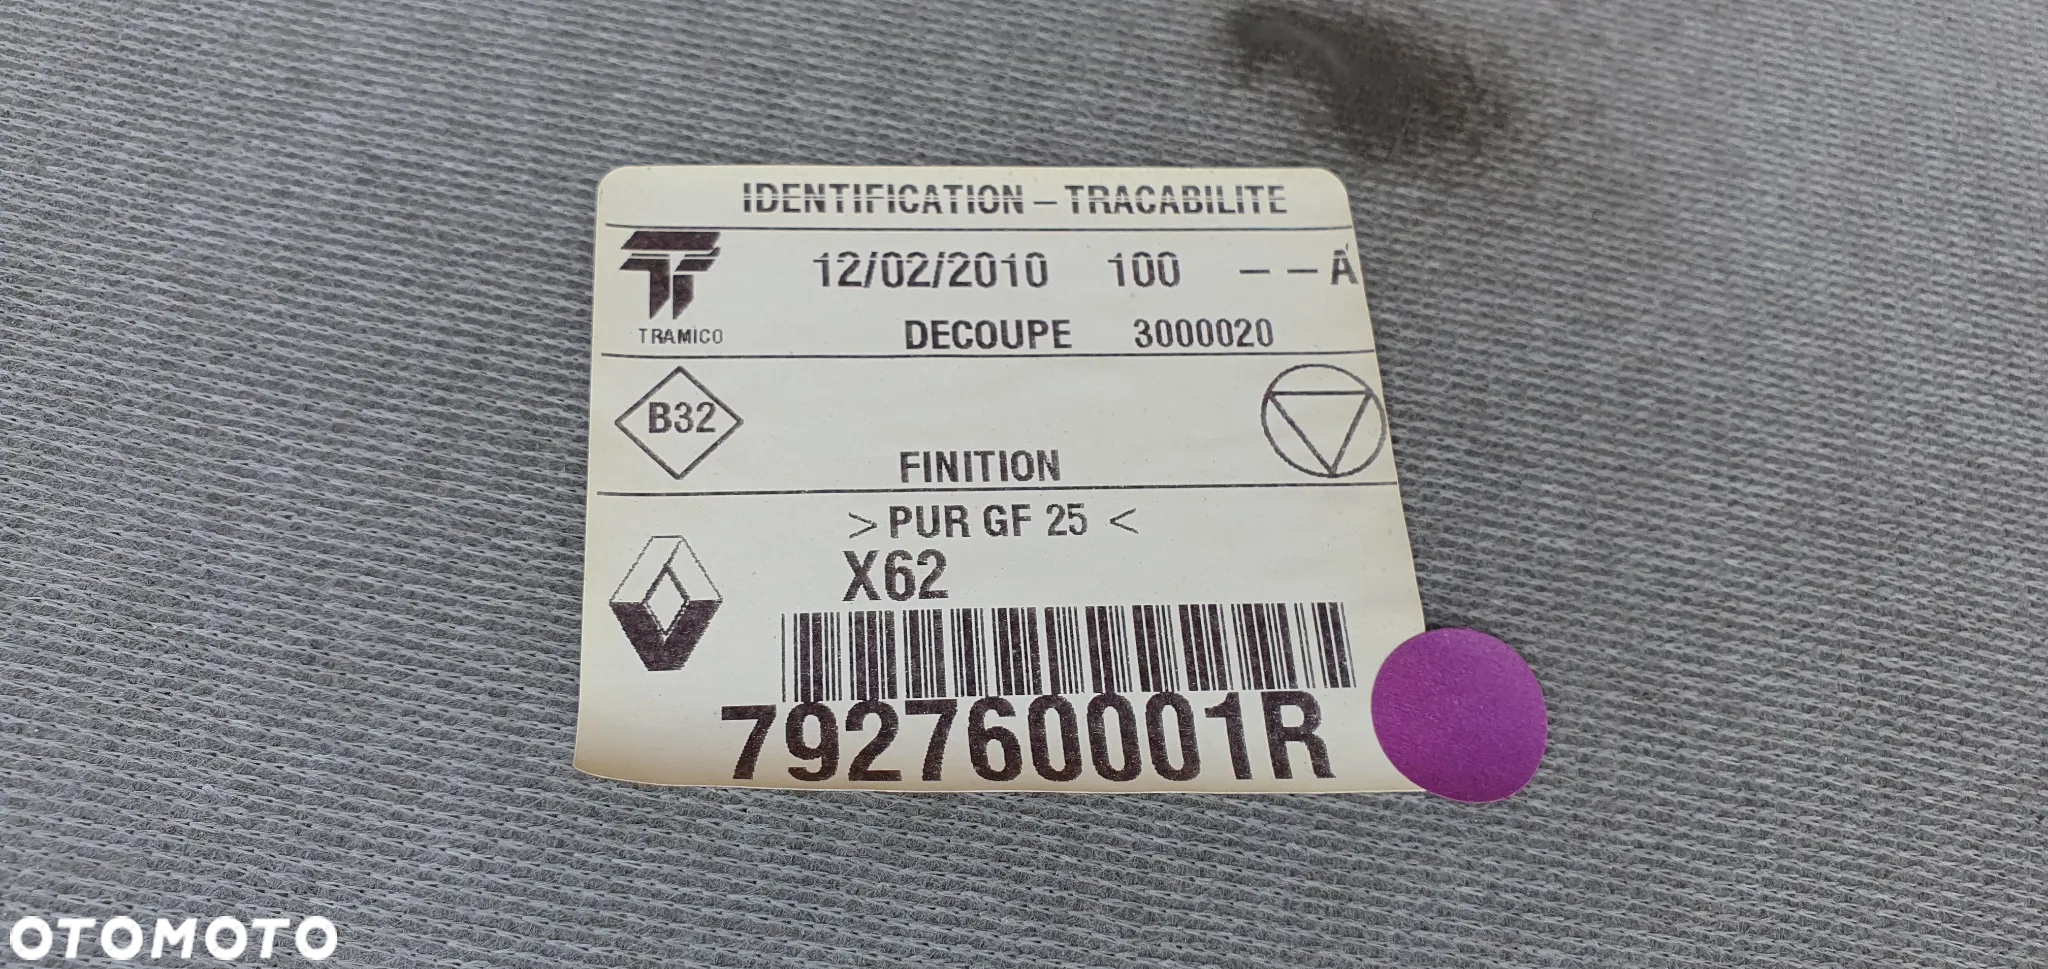 IDENTIFICATION - TRACABILITE
12/02/2010 100 - - A
TRAMICO
DECOUPE 3000020
B32
FINITION
> PUR GF 25 <
X62
792760001R
OTOMOTO